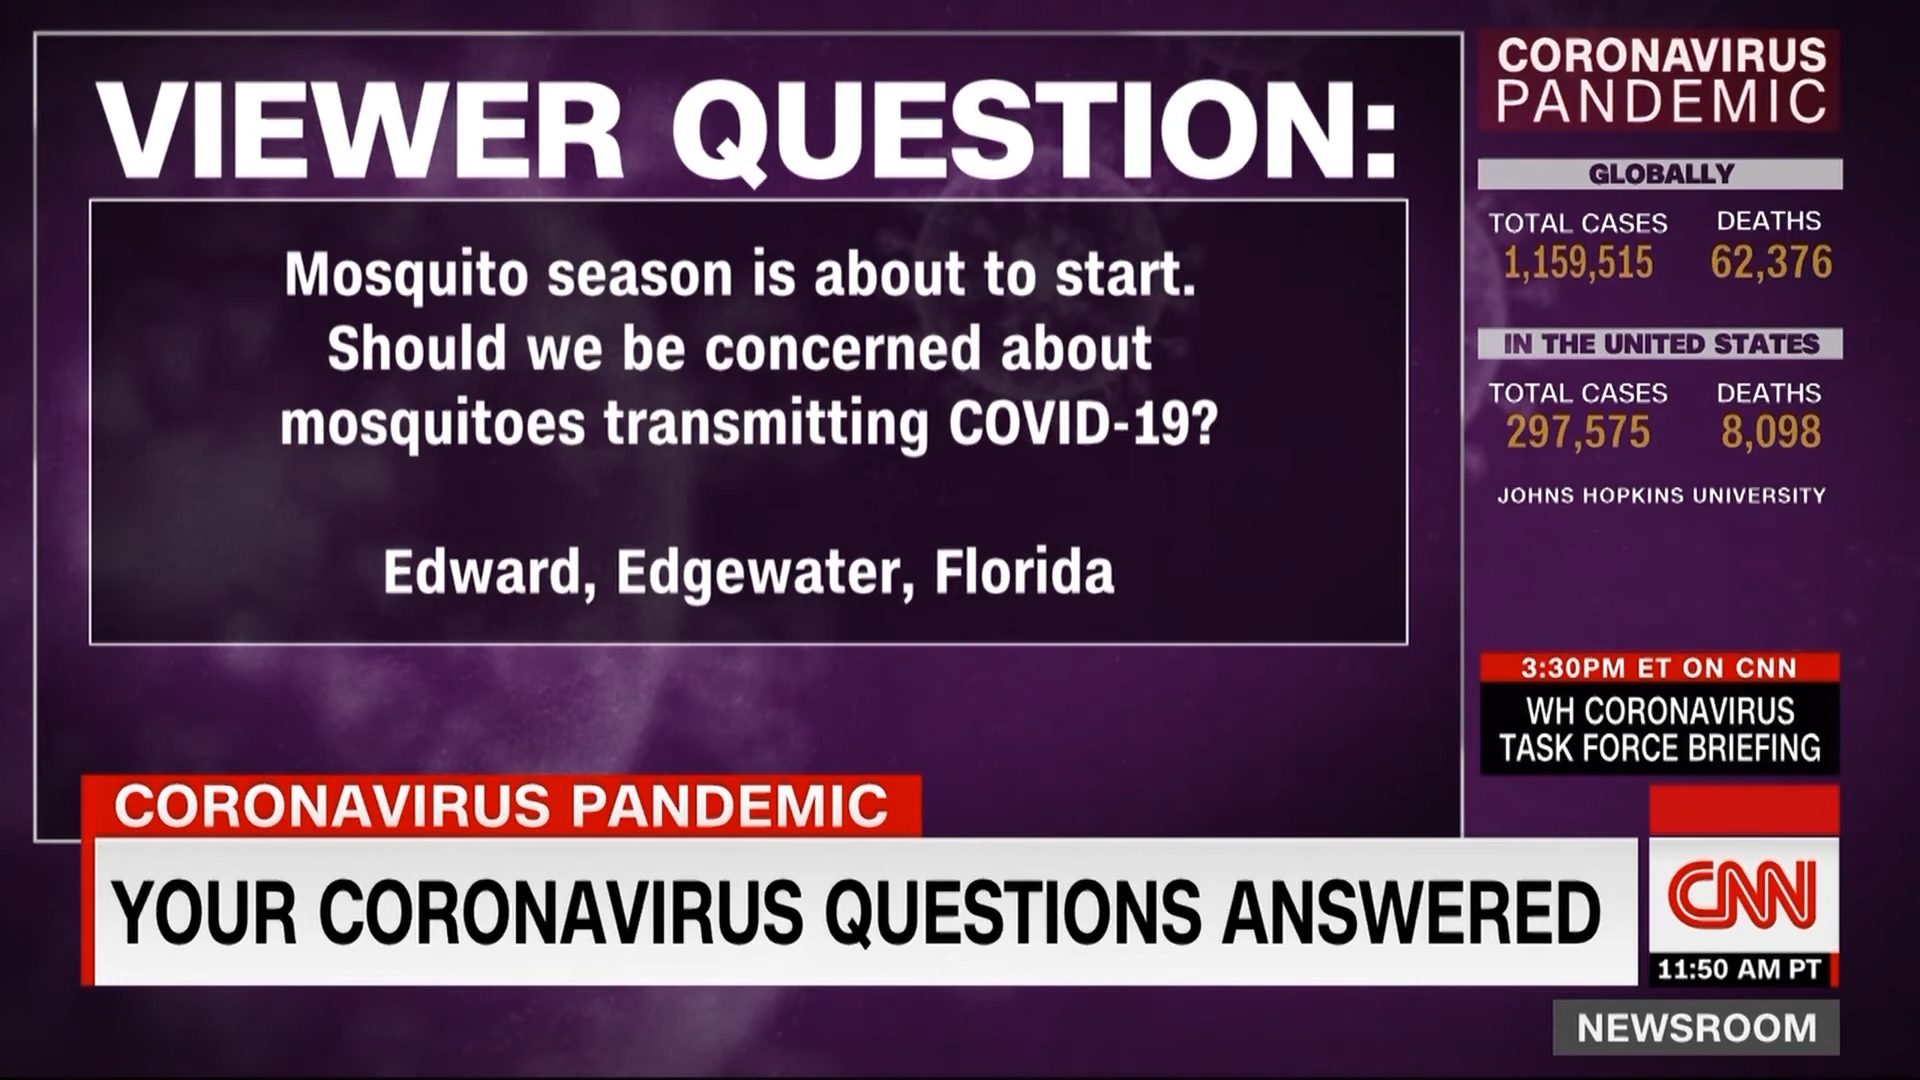 VIEWER QUESTION:
Mosquito season is about to start.
Should we be concerned about
mosquitoes transmitting COVID-19?
Edward, Edgewater, Florida
CORONAVIRUS
PANDEMIC
GLOBALLY
TOTAL CASES DEATHS
1,159,515 62,376
IN THE UNITED STATES
TOTAL CASES DEATHS
297,575 8,098
JOHNS HOPKINS UNIVERSITY
3:30PM ET ON CNN
WH CORONAVIRUS
TASK FORCE BRIEFING
CORONAVIRUS PANDEMIC
YOUR CORONAVIRUS QUESTIONS ANSWERED
CNN
11:50 AM PT
NEWSROOM